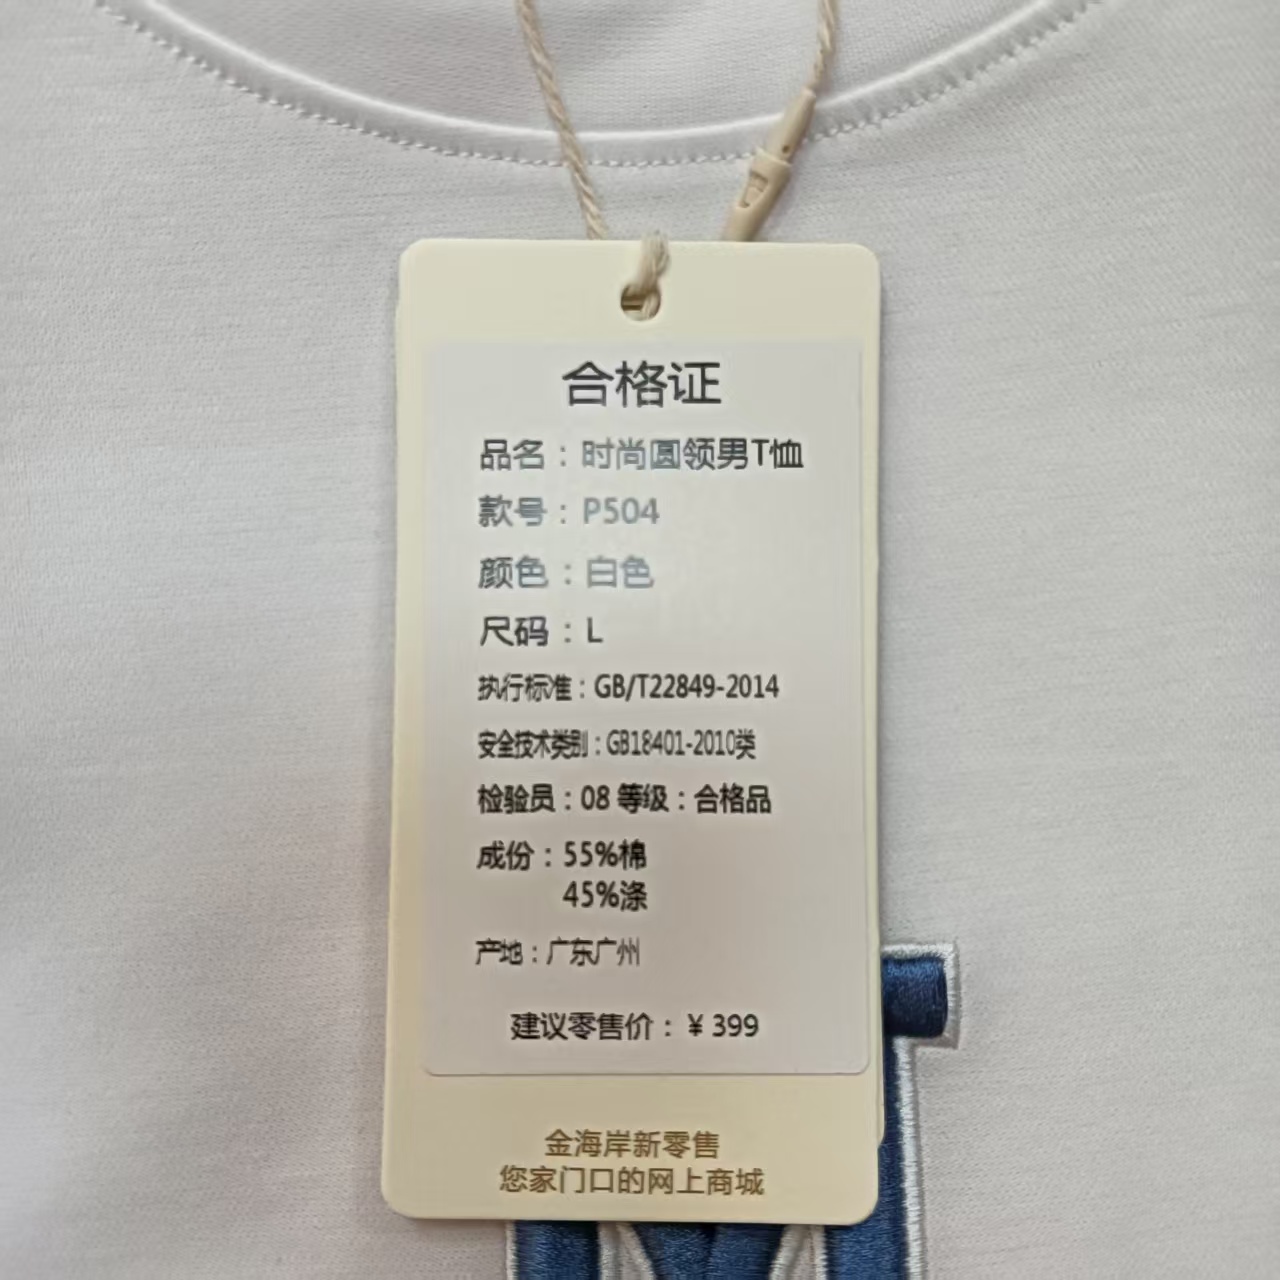 合格证
品名：时尚圆领男T恤
款号：P504
颜色：白色
尺码：L
执行标准：GB/T22849-2014
安全技术类别：GB18401-2010类
检验员：08 等级：合格品
成份：55%棉
45%涤
产地：广东广州
建议零售价：￥399
金海岸新零售
您家门口的网上商城